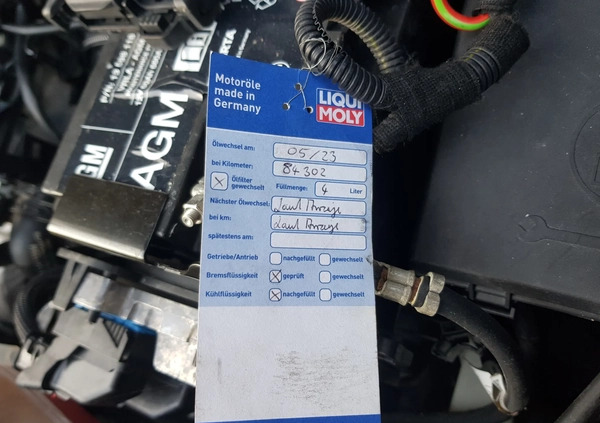 Motoröle
made in
Germany
LIQUI
MOLY
Ölwechsel am: 05/23
bei Kilometer: 84302
Ölfilter
gewechselt
Füllmenge: 4 Liter
Nächster Ölwechsel: Laut Anzeige
bei km: Laut Anzeige
spätestens am:
Getriebe/Antrieb nachgefüllt gewechselt
Bremsflüssigkeit geprüft gewechselt
Kühlflüssigkeit nachgefüllt gewechselt
AGM
GM